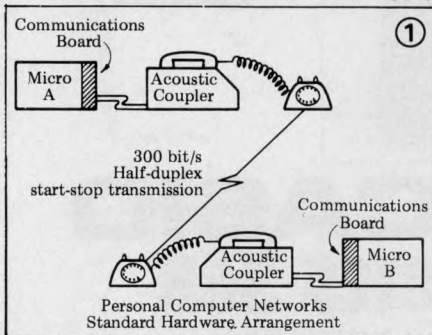 ①
Communications
Board
Micro
A
Acoustic
Coupler
300 bit/s
Half-duplex
start-stop transmission
Communications
Board
Acoustic
Coupler
Micro
B
Personal Computer Networks
Standard Hardware Arrangement